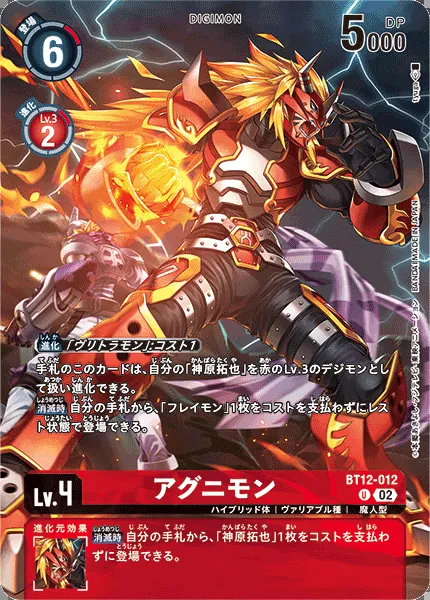 DIGIMON
登場
6
5000
DP
進化
Lv.3
2
BANDAI MADE IN JAPAN
進化 「ヴリトラモン」:コスト1
手札のこのカードは、自分の「神原拓也」を赤のLv.3のデジモンとし
て扱い進化できる。
消滅時 自分の手札から、「フレイモン」1枚をコストを支払わずにレス
ト状態で登場できる。
BT12-012
Lv.4
アグニモン
U
02
ハイブリッド体 | ヴァリアブル種 | 魔人型
進化元効果
消滅時 自分の手札から、「神原拓也」1枚をコストを支払わ
ずに登場できる。